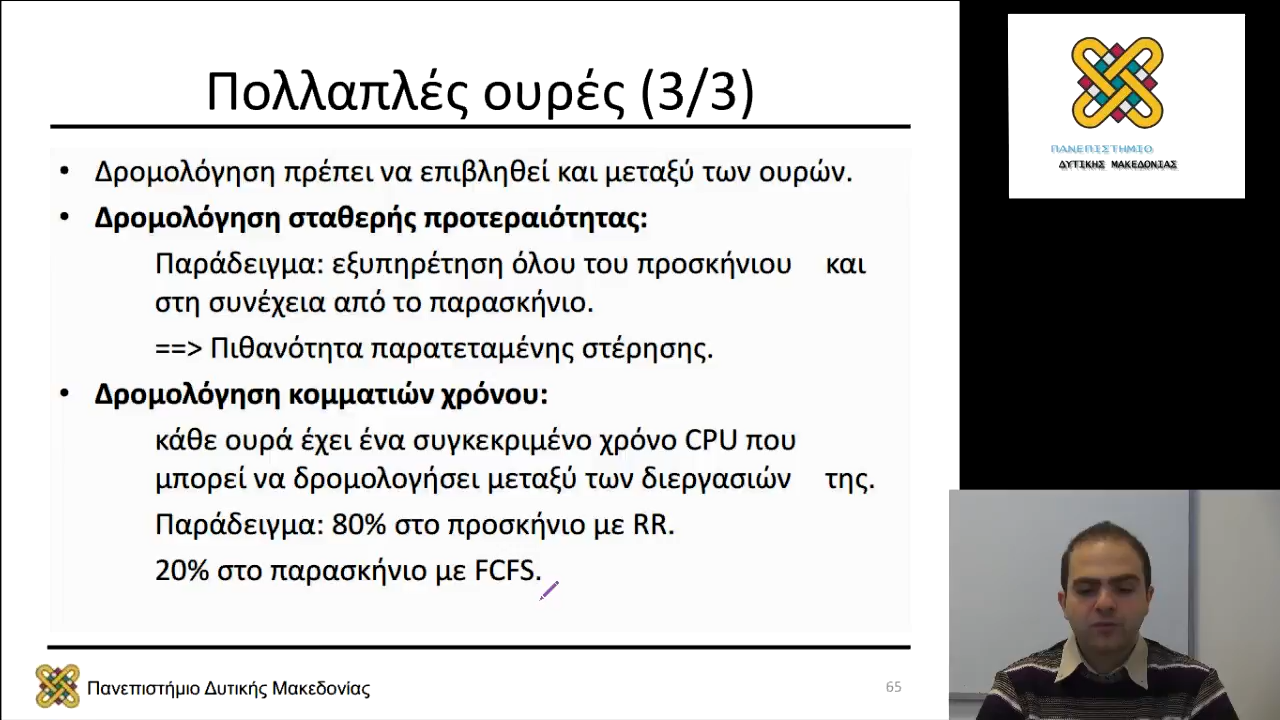 Πολλαπλές ουρές (3/3)
• Δρομολόγηση πρέπει να επιβληθεί και μεταξύ των ουρών.
• Δρομολόγηση σταθερής προτεραιότητας:
Παράδειγμα: εξυπηρέτηση όλου του προσκήνιου και
στη συνέχεια από το παρασκήνιο.
==> Πιθανότητα παρατεταμένης στέρησης.
• Δρομολόγηση κομματιών χρόνου:
κάθε ουρά έχει ένα συγκεκριμένο χρόνο CPU που
μπορεί να δρομολογήσει μεταξύ των διεργασιών της.
Παράδειγμα: 80% στο προσκήνιο με RR.
20% στο παρασκήνιο με FCFS.
Πανεπιστήμιο Δυτικής Μακεδονίας
65
ΠΑΝΕΠΙΣΤΗΜΙΟ
ΔΥΤΙΚΗΣ ΜΑΚΕΔΟΝΙΑΣ